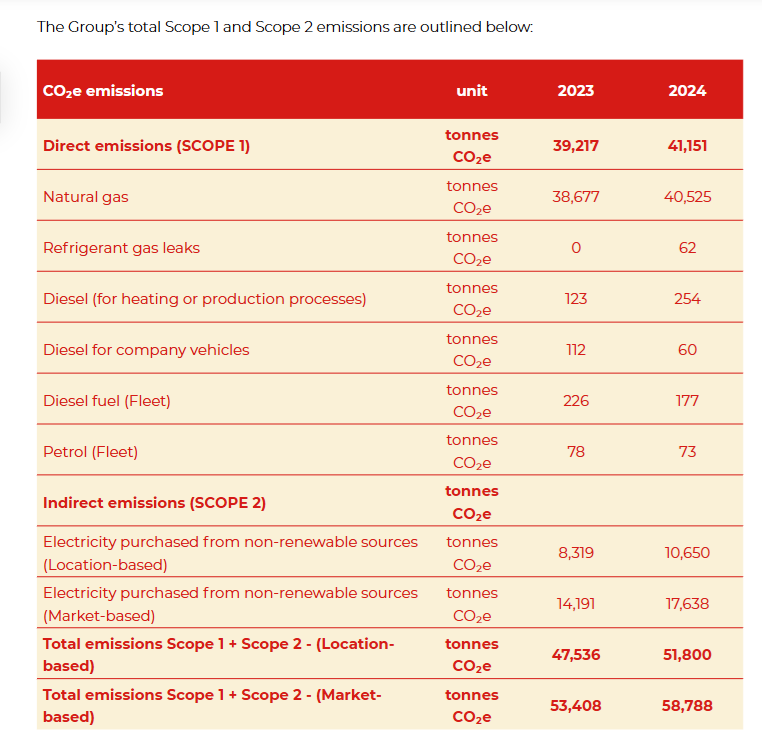 The Group's total Scope 1 and Scope 2 emissions are outlined below:
CO₂e emissions unit 2023 2024
Direct emissions (SCOPE 1) tonnes CO₂e 39,217 41,151
Natural gas tonnes CO₂e 38,677 40,525
Refrigerant gas leaks tonnes CO₂e 0 62
Diesel (for heating or production processes) tonnes CO₂e 123 254
Diesel for company vehicles tonnes CO₂e 112 60
Diesel fuel (Fleet) tonnes CO₂e 226 177
Petrol (Fleet) tonnes CO₂e 78 73
Indirect emissions (SCOPE 2) tonnes CO₂e
Electricity purchased from non-renewable sources
(Location-based) tonnes CO₂e 8,319 10,650
Electricity purchased from non-renewable sources
(Market-based) tonnes CO₂e 14,191 17,638
Total emissions Scope 1 + Scope 2 - (Location-
based) tonnes CO₂e 47,536 51,800
Total emissions Scope 1 + Scope 2 - (Market-
based) tonnes CO₂e 53,408 58,788